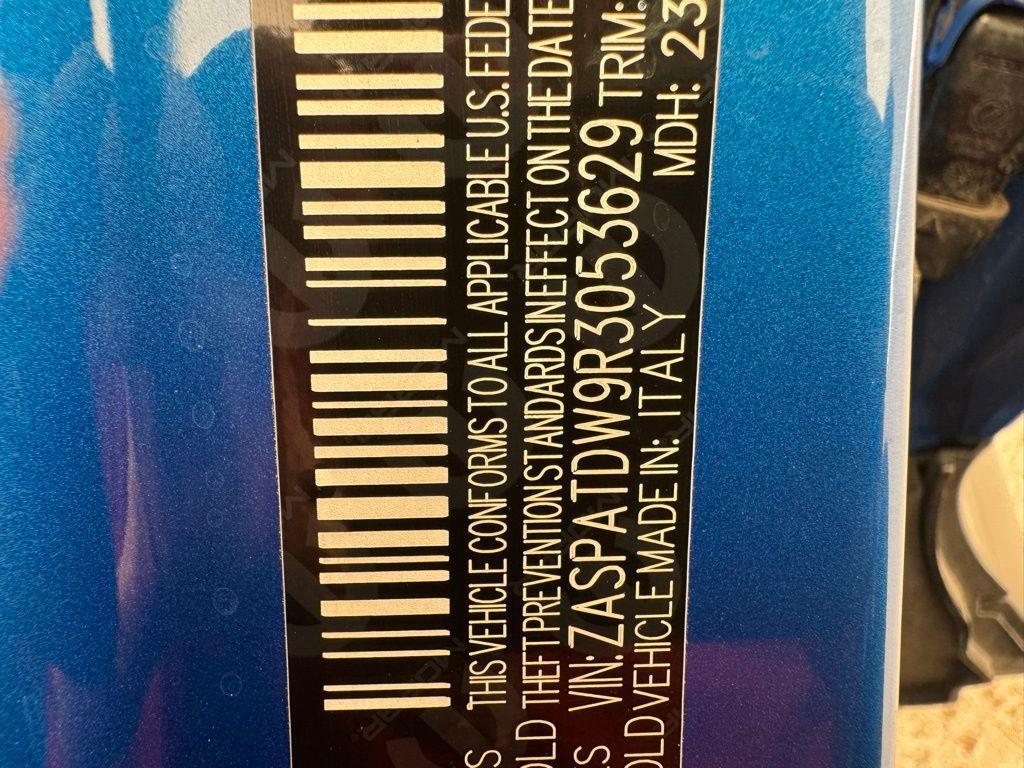 S THIS VEHICLE CONFORMS TO ALL APPLICABLE U.S. FEDE
OLD THEFT PREVENTION STANDARDS IN EFFECT ON THE DATE
ES VIN: ZASPATDW9R3053629 TRIM:
OLD VEHICLE MADE IN: ITALY MDH: 23